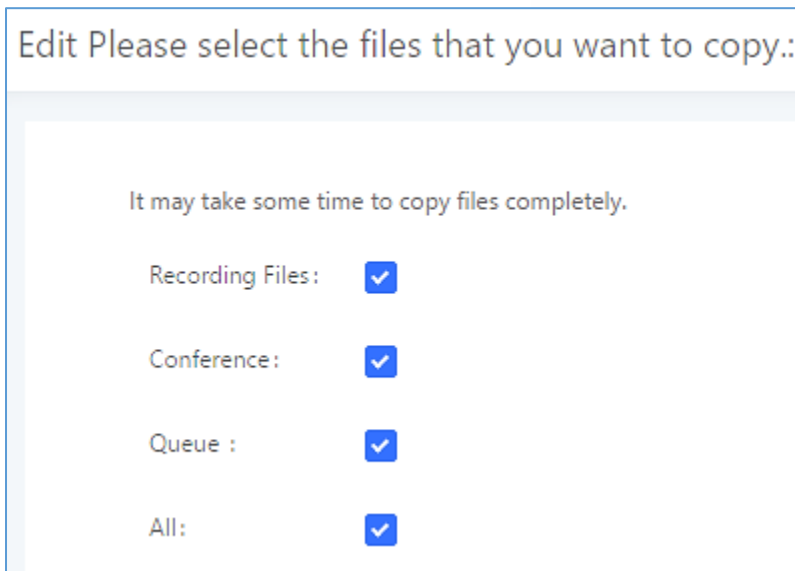 Edit Please select the files that you want to copy.:
It may take some time to copy files completely.
Recording Files:
Conference:
Queue :
All: